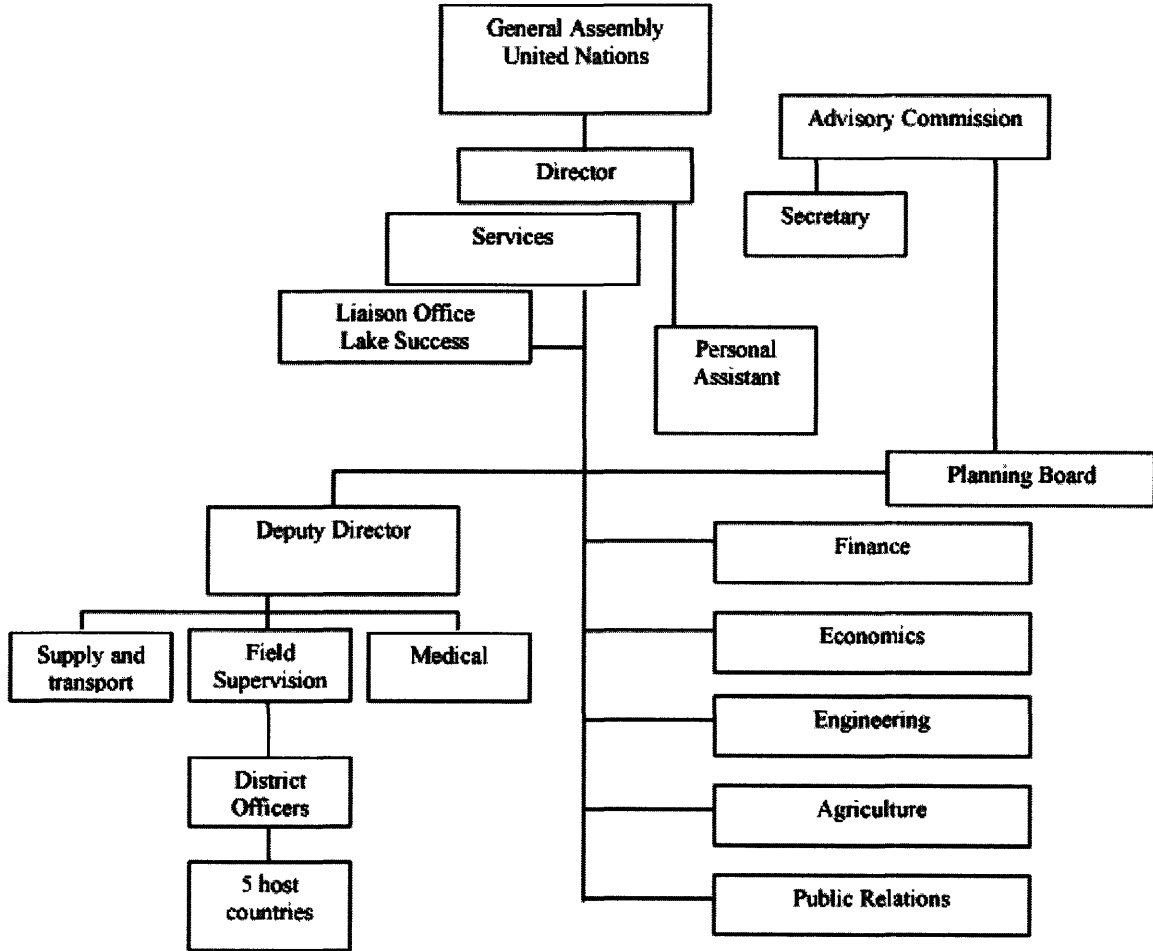 General Assembly
United Nations
Advisory Commission
Director
Secretary
Services
Liaison Office
Lake Success
Personal
Assistant
Planning Board
Deputy Director
Finance
Supply and
transport
Field
Supervision
Medical
Economics
Engineering
District
Officers
Agriculture
5 host
countries
Public Relations